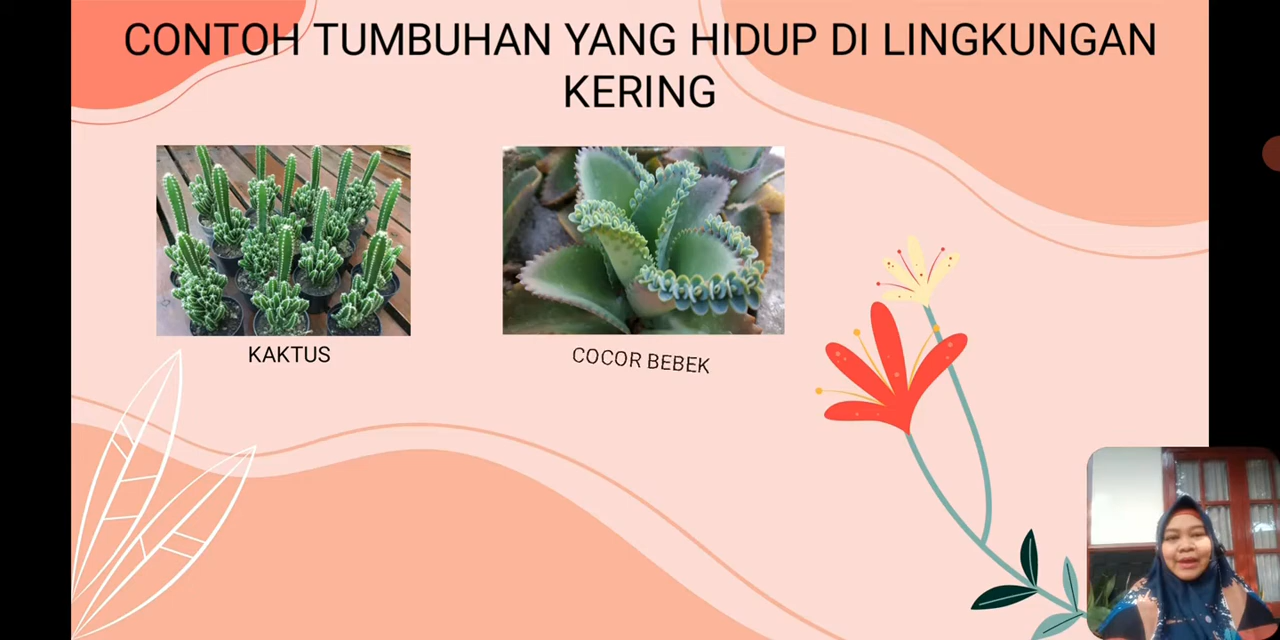 CONTOH TUMBUHAN YANG HIDUP DI LINGKUNGAN
KERING
KAKTUS
COCOR BEBEK